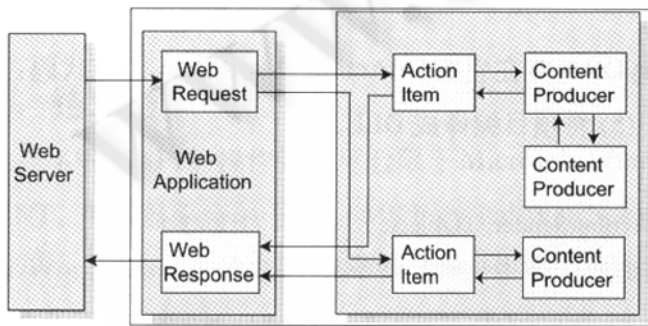 Web
Server
Web
Request
Web
Application
Web
Response
Action
Item
Content
Producer
Content
Producer
Action
Item
Content
Producer